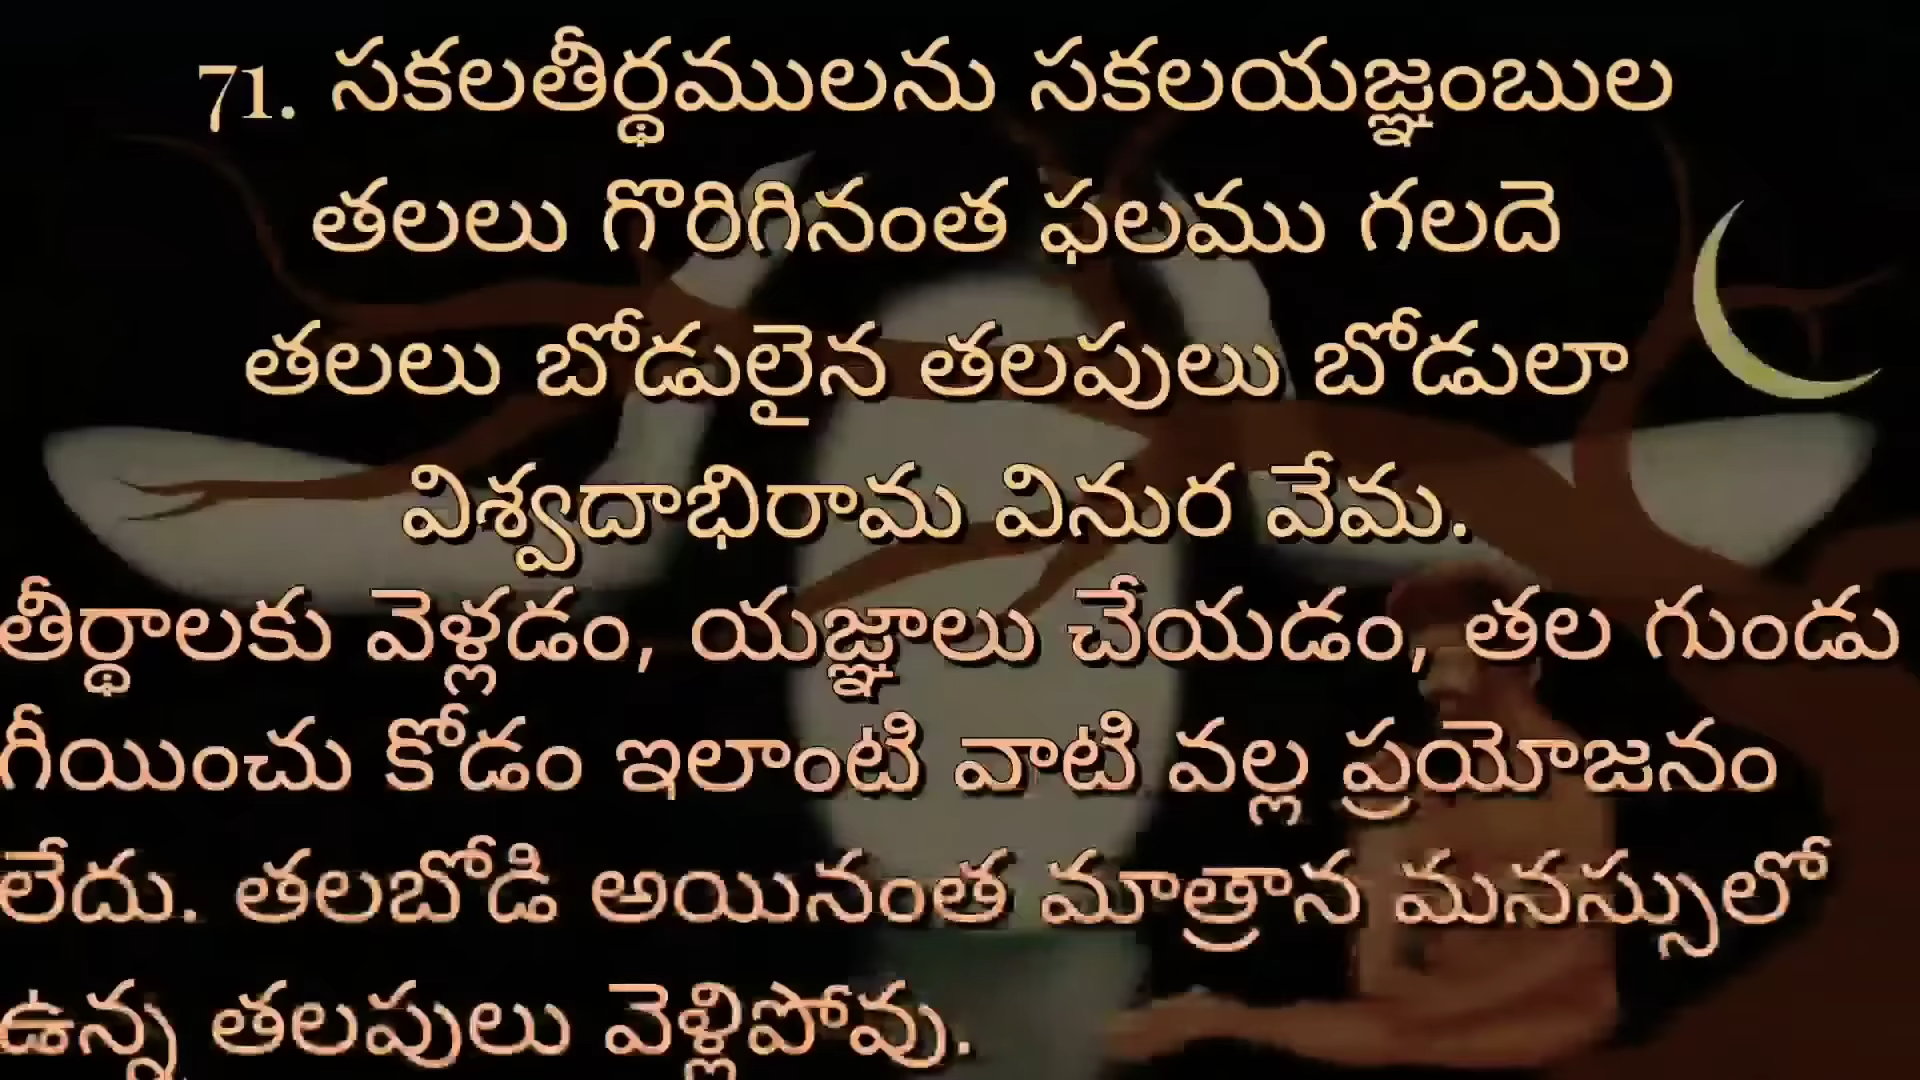 71. సకలతీర్థములను సకలయజ్ఞంబుల
తలలు గొరిగినంత ఫలము గలదె
తలలు బోడులైన తలపులు బోడులా
విశ్వదాభిరామ వినుర వేమ.
తీర్థాలకు వెళ్లడం, యజ్ఞాలు చేయడం, తల గుండు
గీయించు కోడం ఇలాంటి వాటి వల్ల ప్రయోజనం
లేదు. తలబోడి అయినంత మాత్రాన మనస్సులో
ఉన్న తలపులు వెళ్లిపోవు.